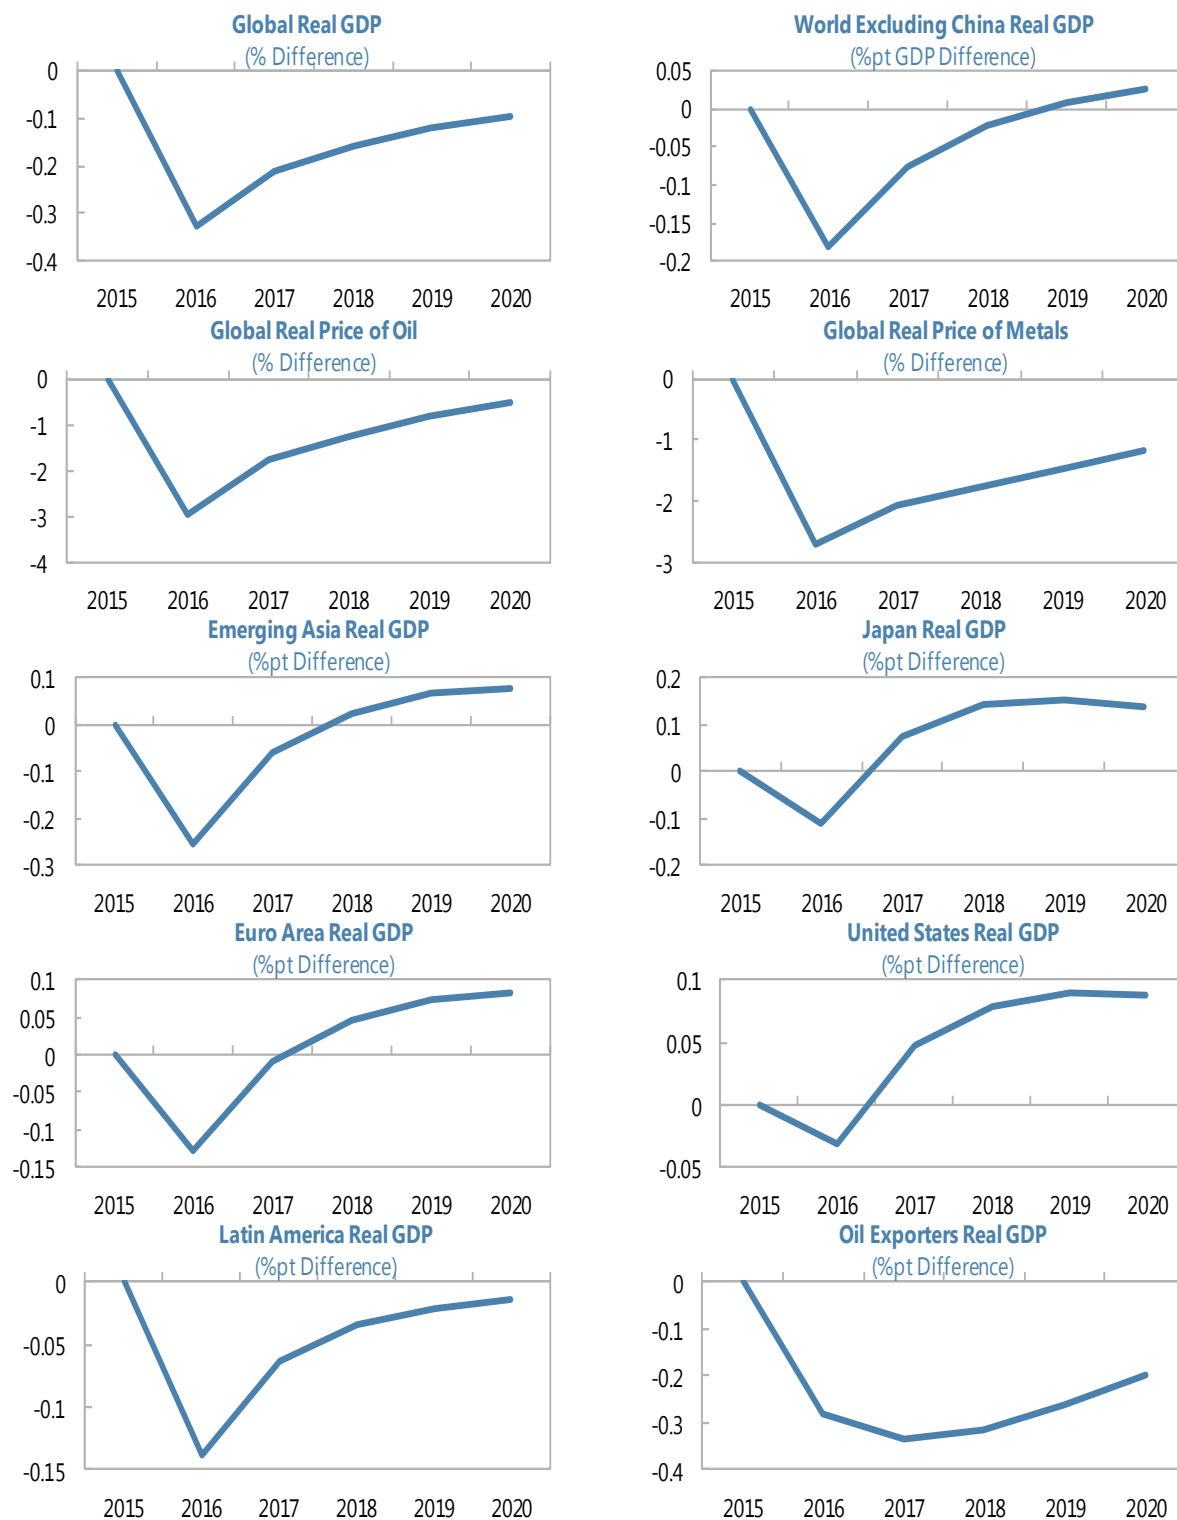 Global Real GDP
(% Difference)
0
-0.1
-0.2
-0.3
-0.4
2015 2016 2017 2018 2019 2020
World Excluding China Real GDP
(%pt GDP Difference)
0.05
0
-0.05
-0.1
-0.15
-0.2
2015 2016 2017 2018 2019 2020
Global Real Price of Oil
(% Difference)
0
-1
-2
-3
-4
2015 2016 2017 2018 2019 2020
Global Real Price of Metals
(% Difference)
0
-1
-2
-3
2015 2016 2017 2018 2019 2020
Emerging Asia Real GDP
(%pt Difference)
0.1
0
-0.1
-0.2
-0.3
2015 2016 2017 2018 2019 2020
Japan Real GDP
(%pt Difference)
0.2
0.1
0
-0.1
-0.2
2015 2016 2017 2018 2019 2020
Euro Area Real GDP
(%pt Difference)
0.1
0.05
0
-0.05
-0.1
-0.15
2015 2016 2017 2018 2019 2020
United States Real GDP
(%pt Difference)
0.1
0.05
0
-0.05
2015 2016 2017 2018 2019 2020
Latin America Real GDP
(%pt Difference)
0
-0.05
-0.1
-0.15
2015 2016 2017 2018 2019 2020
Oil Exporters Real GDP
(%pt Difference)
0
-0.1
-0.2
-0.3
-0.4
2015 2016 2017 2018 2019 2020